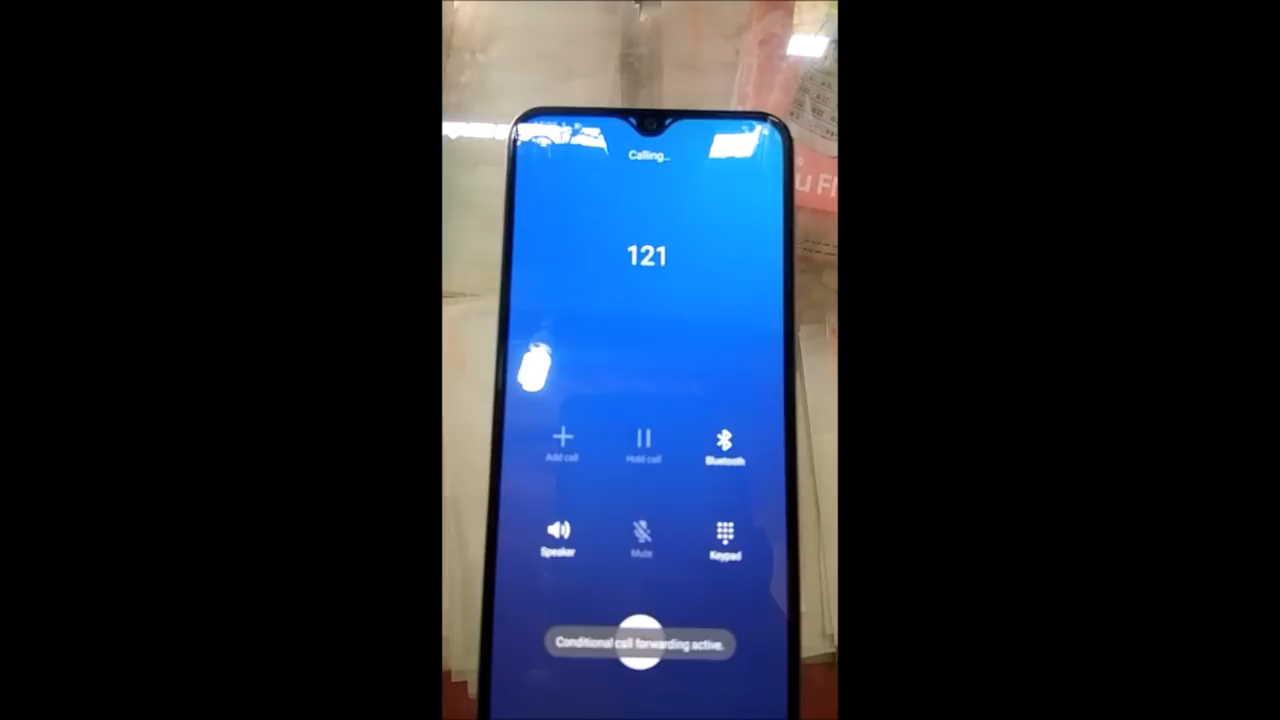 Calling...
121
Add call
Hold call
Bluetooth
Speaker
Mute
Keypad
Conditional call forwarding active.